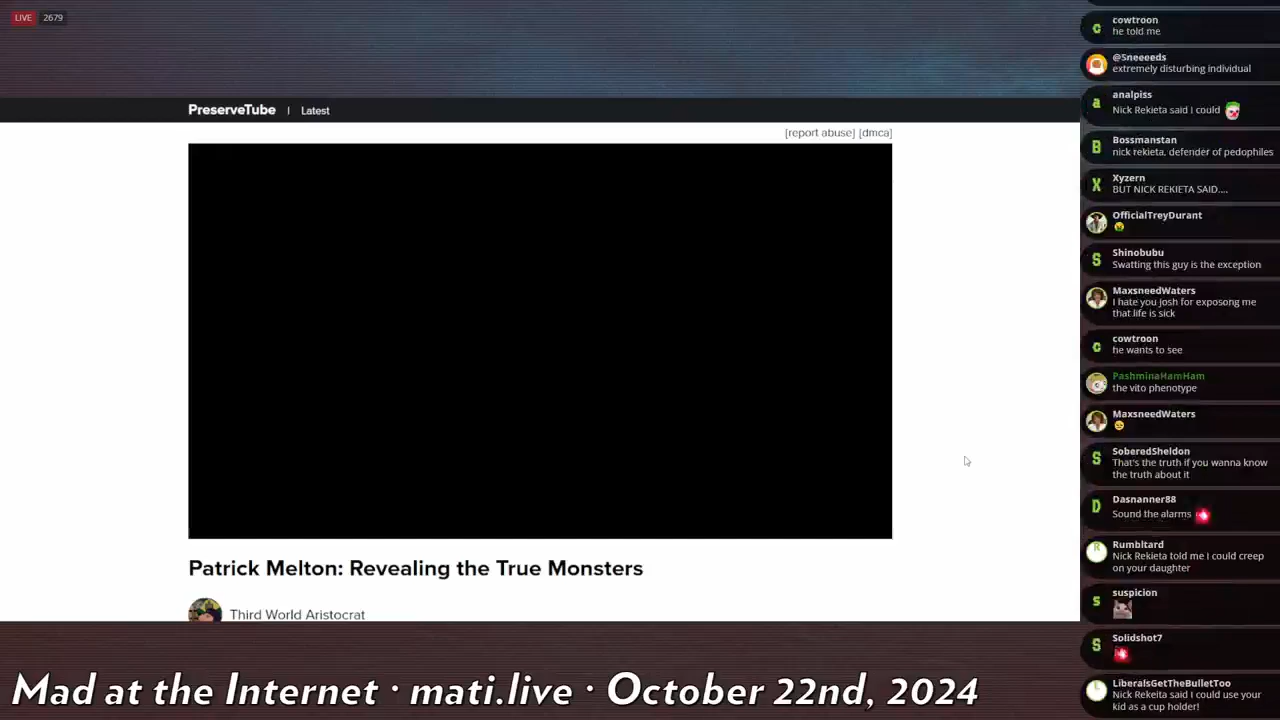 LIVE 2679
PreserveTube | Latest
[report abuse] [dmca]
Patrick Melton: Revealing the True Monsters
Third World Aristocrat
Mad at the Internet · mati.live · October 22nd, 2024
cowtroon
he told me
@Sneeeeds
extremely disturbing individual
analpiss
Nick Rekieta said I could
Bossmanstan
nick rekieta, defender of pedophiles
Xyzern
BUT NICK REKIETA SAID....
OfficialTreyDurant
Shinobubu
Swatting this guy is the exception
MaxsneedWaters
I hate you josh for exposong me
that life is sick
cowtroon
he wants to see
PashminaHamHam
the vito phenotype
MaxsneedWaters
SoberedSheldon
That's the truth if you wanna know
the truth about it
Dasnanner88
Sound the alarms
Rumbltard
Nick Rekieta told me I could creep
on your daughter
suspicion
Solidshot7
LiberalsGetTheBulletToo
Nick Rekeita said I could use your
kid as a cup holder!